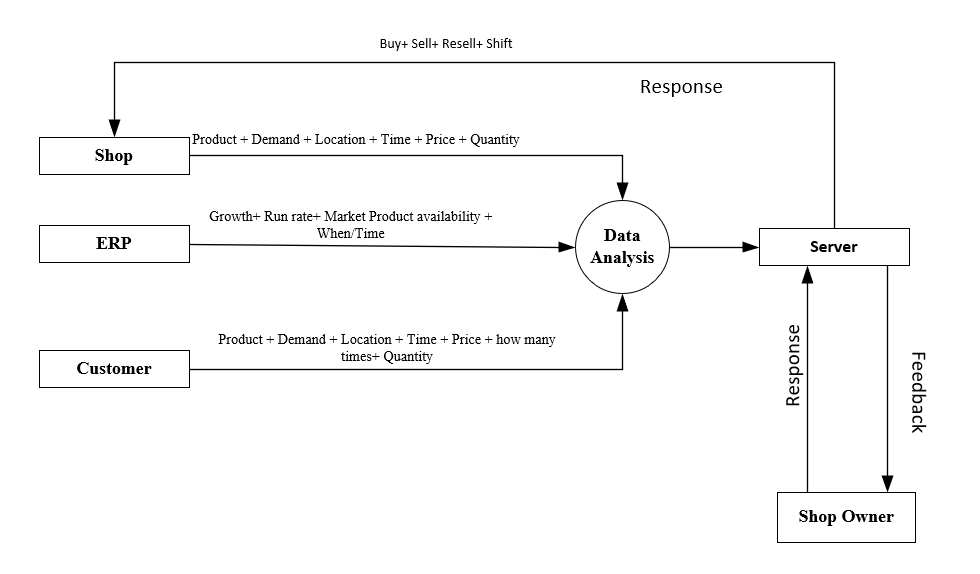 Buy+ Sell+ Resell+ Shift
Response
Product + Demand + Location + Time + Price + Quantity
Shop
Growth+ Run rate+ Market Product availability +
When/Time
ERP
Data
Analysis
Server
Product + Demand + Location + Time + Price + how many
times+ Quantity
Customer
Response
Feedback
Shop Owner